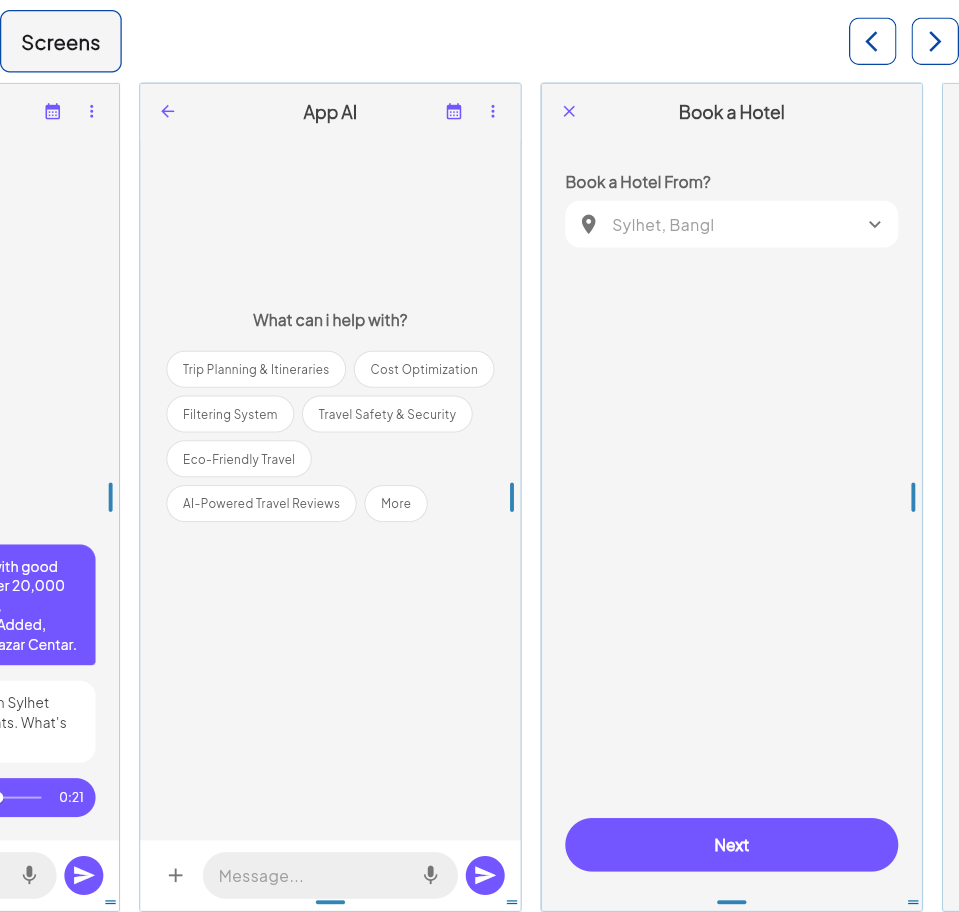 Screens
with good
er 20,000
Added,
azar Centar.
n Sylhet
nts. What's
0:21
App AI
What can i help with?
Trip Planning & Itineraries
Cost Optimization
Filtering System
Travel Safety & Security
Eco-Friendly Travel
AI-Powered Travel Reviews
More
Message...
Book a Hotel
Book a Hotel From?
Sylhet, Bangl
Next